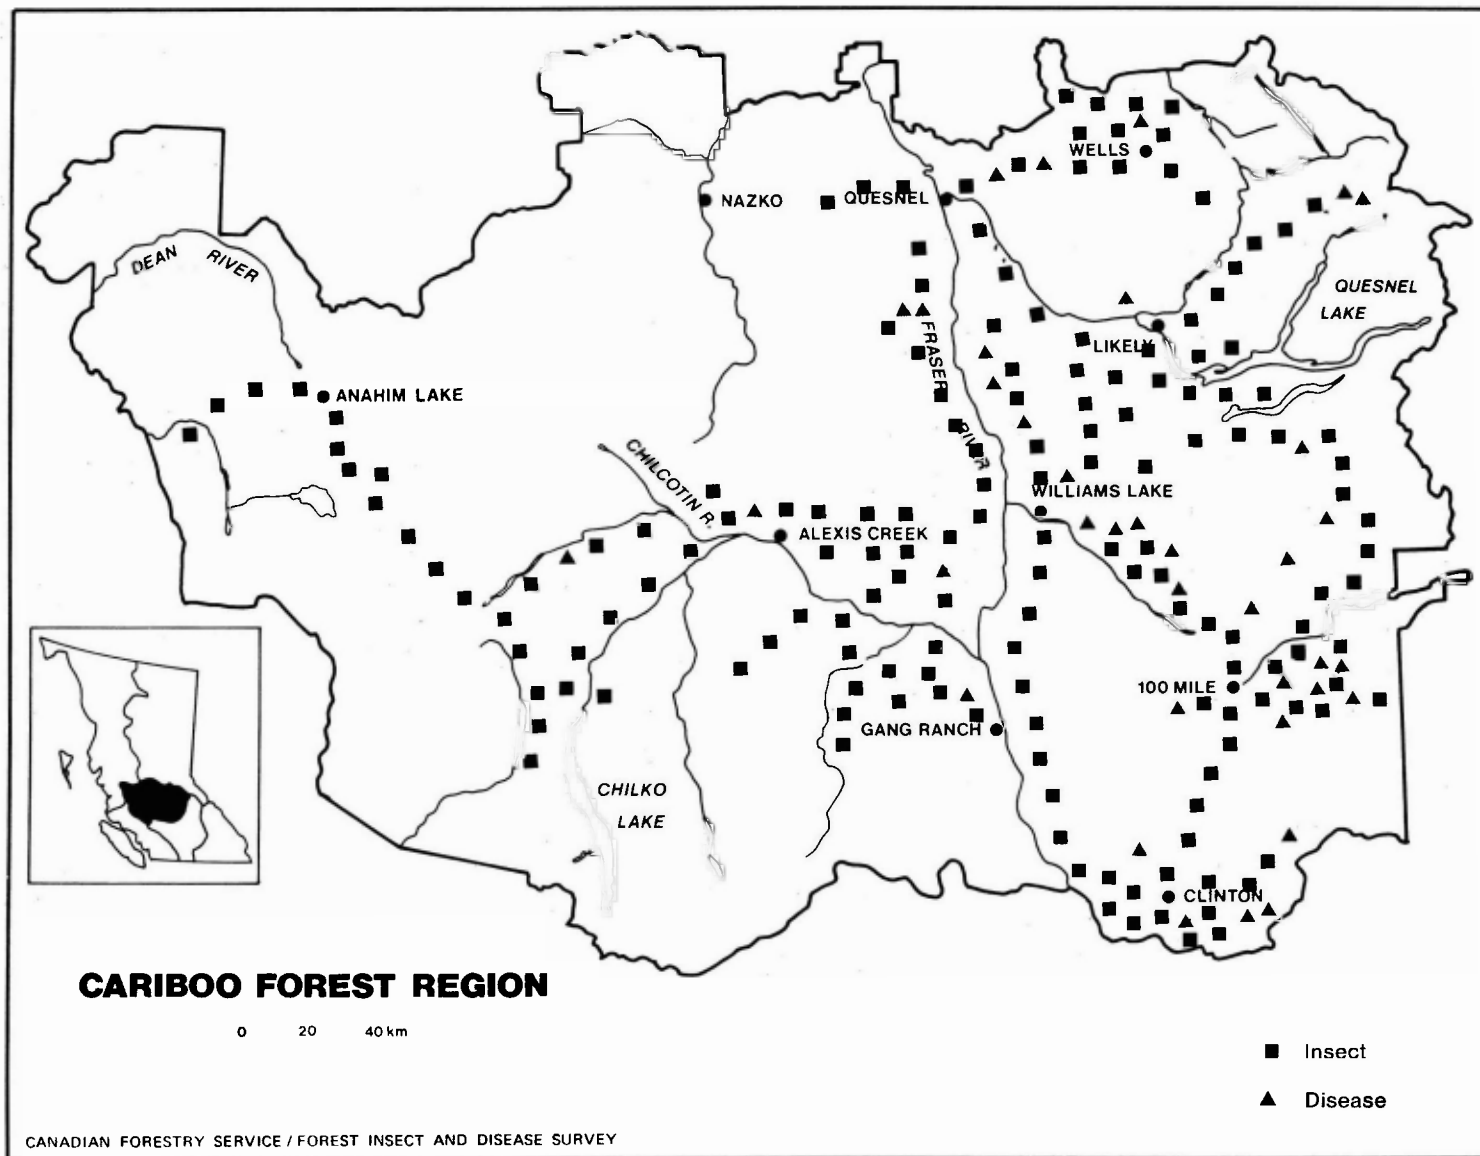 WELLS
NAZKO
QUESNEL
DEAN RIVER
QUESNEL
LAKE
FRASER RIVER
LIKELY
ANAHIM LAKE
CHILCOTIN R.
WILLIAMS LAKE
ALEXIS CREEK
100 MILE
GANG RANCH
CHILKO
LAKE
CLINTON
CARIBOO FOREST REGION
0 20 40 km
Insect
Disease
CANADIAN FORESTRY SERVICE / FOREST INSECT AND DISEASE SURVEY